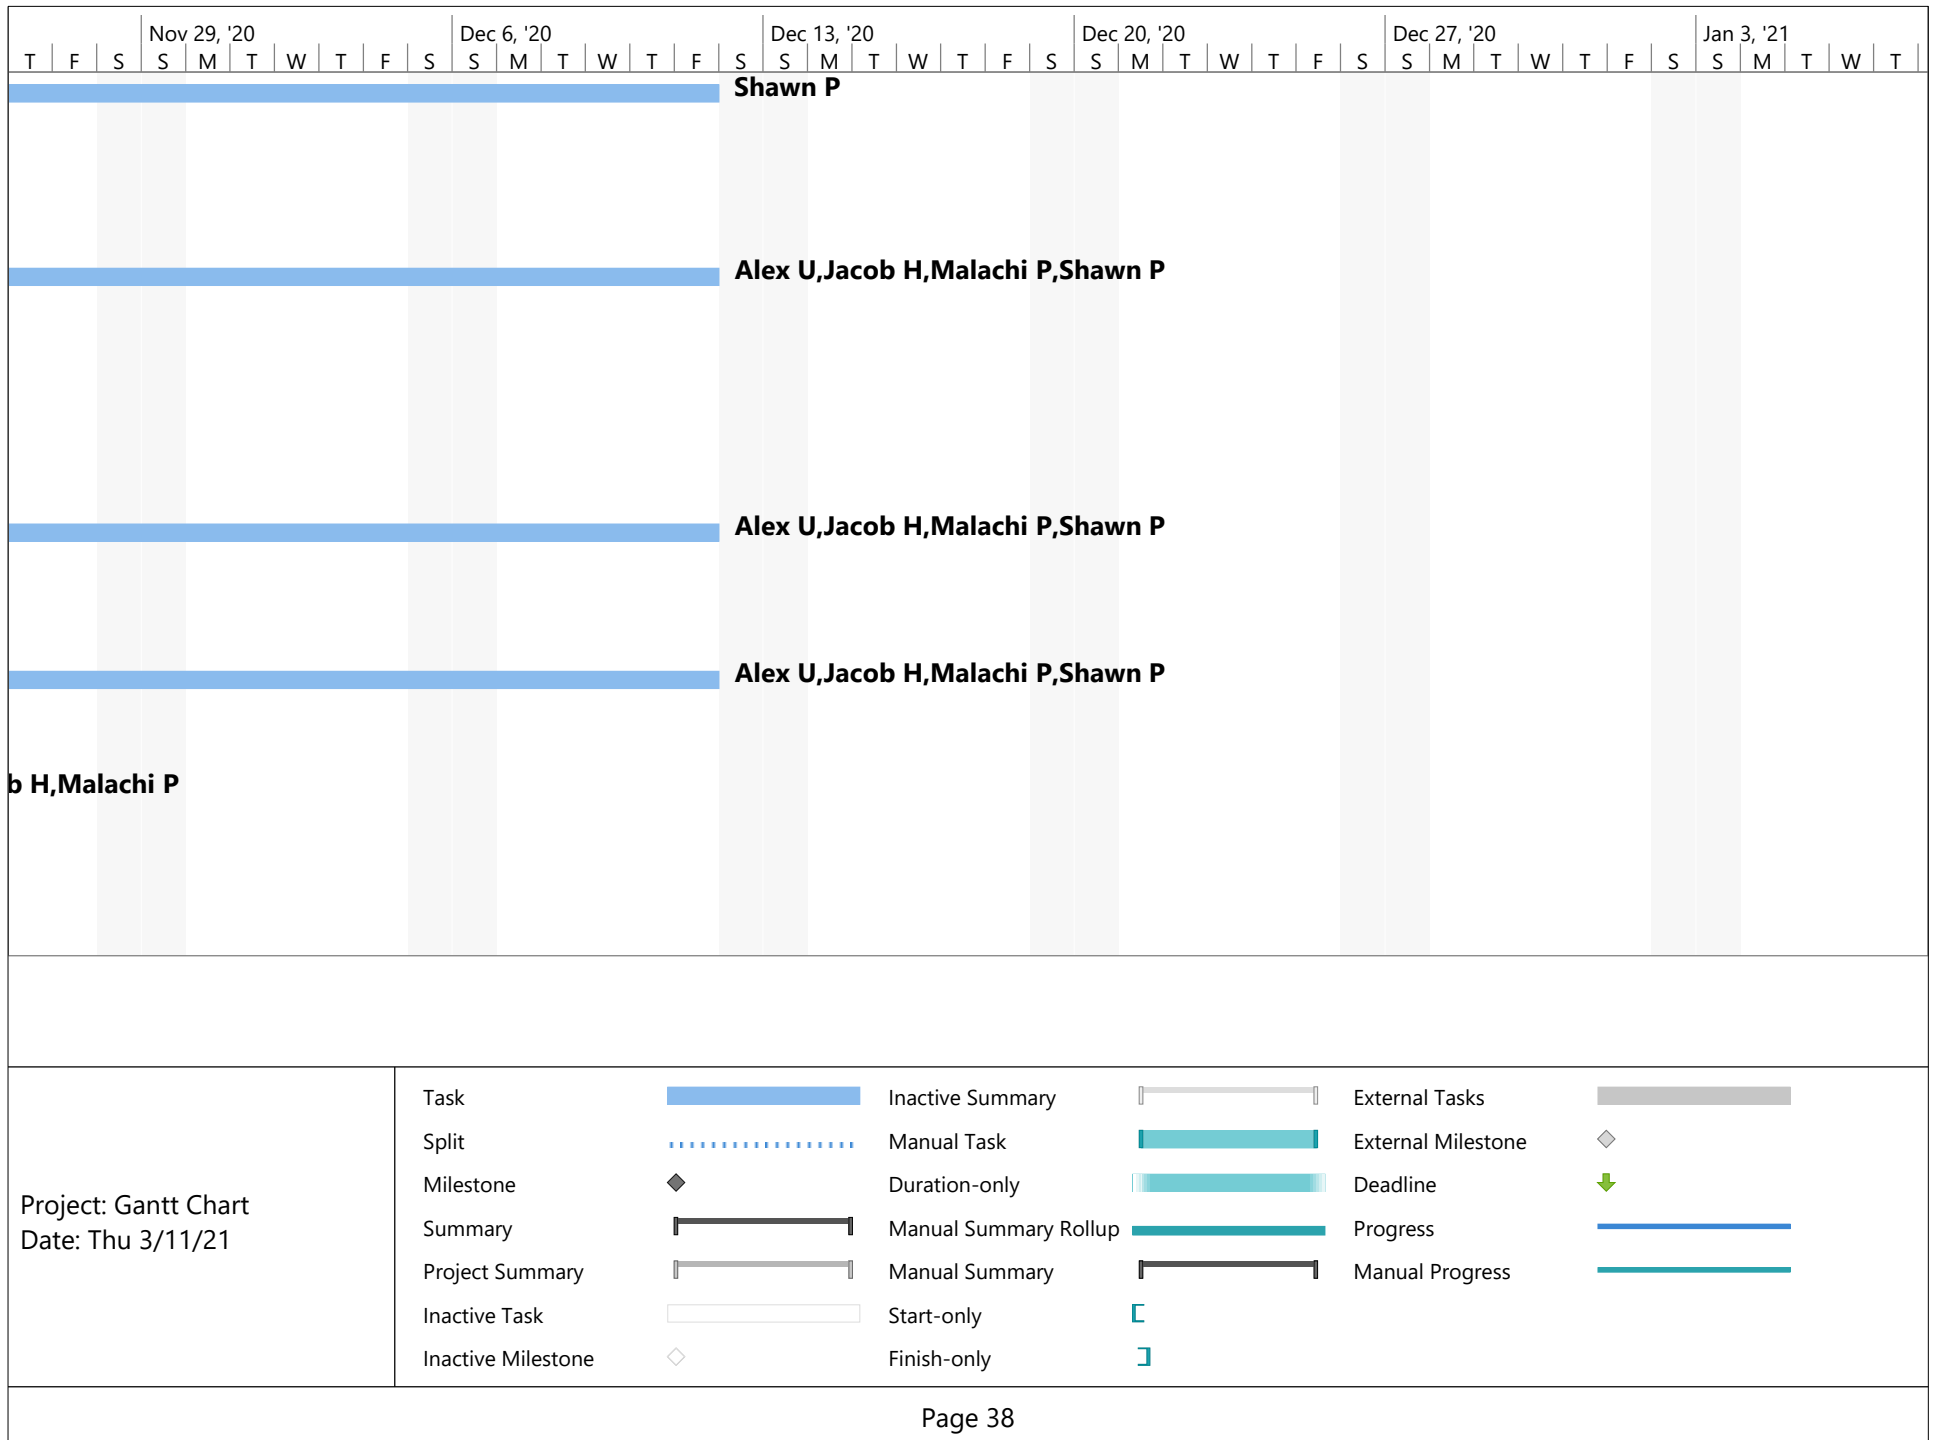 Nov 29, '20 Dec 6, '20 Dec 13, '20 Dec 20, '20 Dec 27, '20 Jan 3, '21
T F S S M T W T F S S M T W T F S S M T W T F S S M T W T F S S M T W T F S S M T W T
Shawn P
Alex U,Jacob H,Malachi P,Shawn P
Alex U,Jacob H,Malachi P,Shawn P
Alex U,Jacob H,Malachi P,Shawn P
b H,Malachi P
Project: Gantt Chart
Date: Thu 3/11/21
Task
Split
Milestone
Summary
Project Summary
Inactive Task
Inactive Milestone
Inactive Summary
Manual Task
Duration-only
Manual Summary Rollup
Manual Summary
Start-only
Finish-only
External Tasks
External Milestone
Deadline
Progress
Manual Progress
Page 38